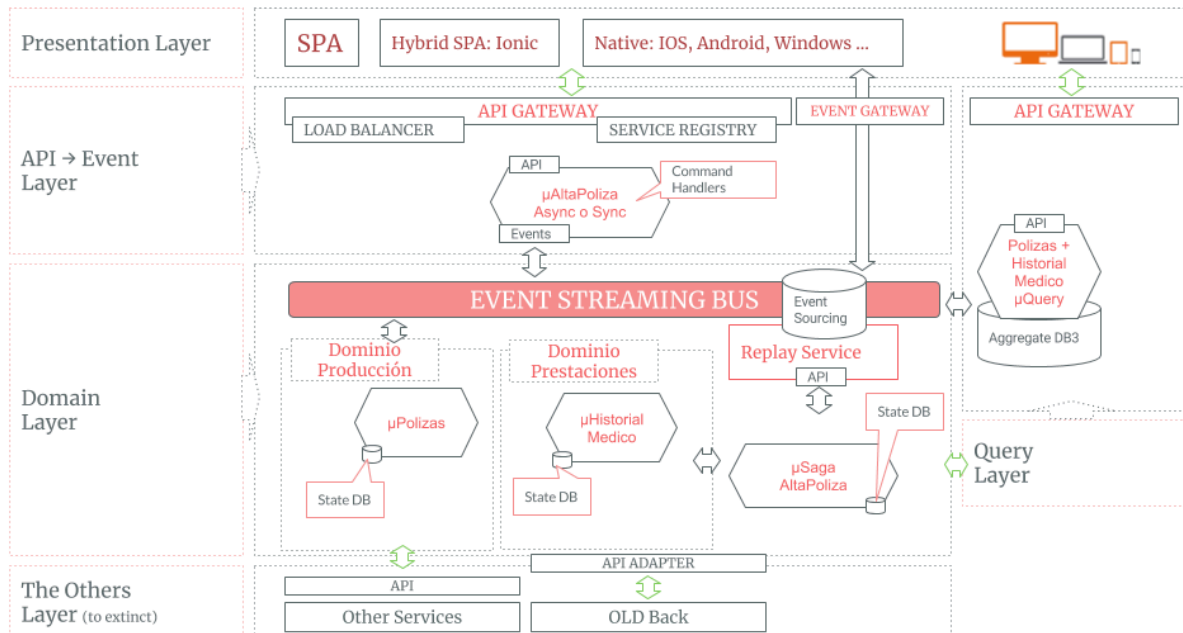 Presentation Layer
SPA
Hybrid SPA: Ionic
Native: IOS, Android, Windows ...
API → Event
Layer
API GATEWAY
LOAD BALANCER
SERVICE REGISTRY
EVENT GATEWAY
API GATEWAY
API
µAltaPoliza
Async o Sync
Events
Command
Handlers
API
Polizas +
Historial
Medico
µQuery
Aggregate DB3
Domain
Layer
EVENT STREAMING BUS
Event
Sourcing
Dominio
Producción
µPolizas
State DB
Dominio
Prestaciones
µHistorial
Medico
State DB
Replay Service
API
State DB
µSaga
AltaPoliza
Query
Layer
The Others
Layer (to extinct)
API
Other Services
API ADAPTER
OLD Back